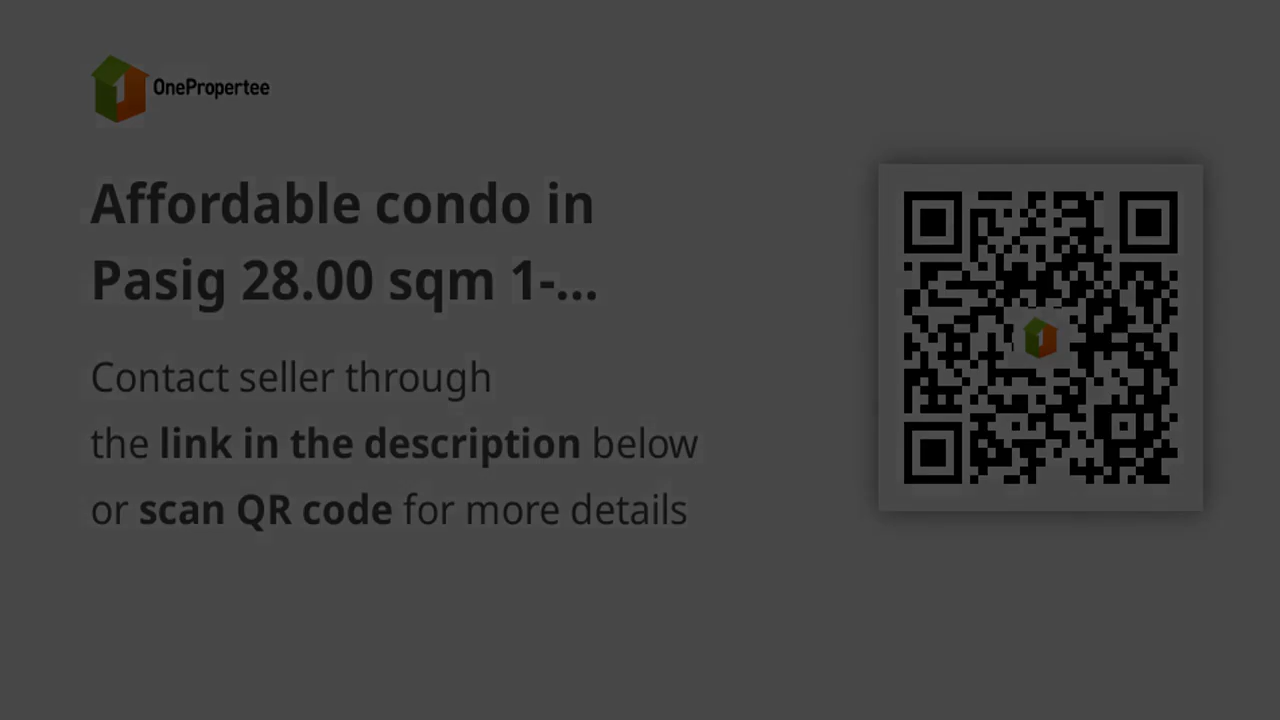 OnePropertee
Affordable condo in
Pasig 28.00 sqm 1-...
Contact seller through
the link in the description below
or scan QR code for more details